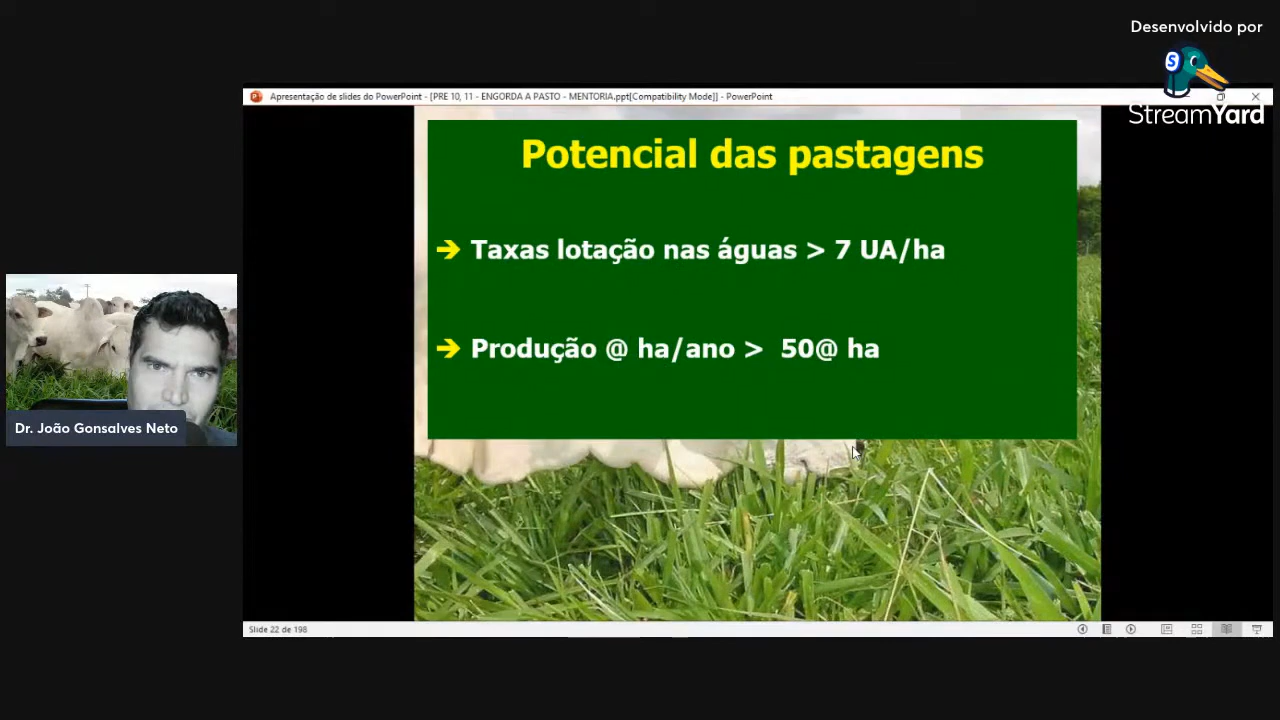 Desenvolvido por
StreamYard
Apresentação de slides do PowerPoint - [PRE 10, 11 - ENGORDA A PASTO - MENTORIA.ppt[Compatibility Mode]] - PowerPoint
Potencial das pastagens
➔ Taxas lotação nas águas > 7 UA/ha
➔ Produção @ ha/ano > 50@ ha
Dr. João Gonsalves Neto
Slide 22 de 198